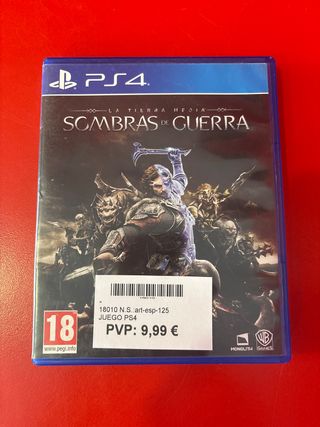 PS4
LA TIERRA MEDIA
SOMBRAS DE GUERRA
18010 N.S.:art-esp-125
JUEGO PS4
PVP: 9,99 €
18
www.pegi.info
MONOLITH
WB
GAMES